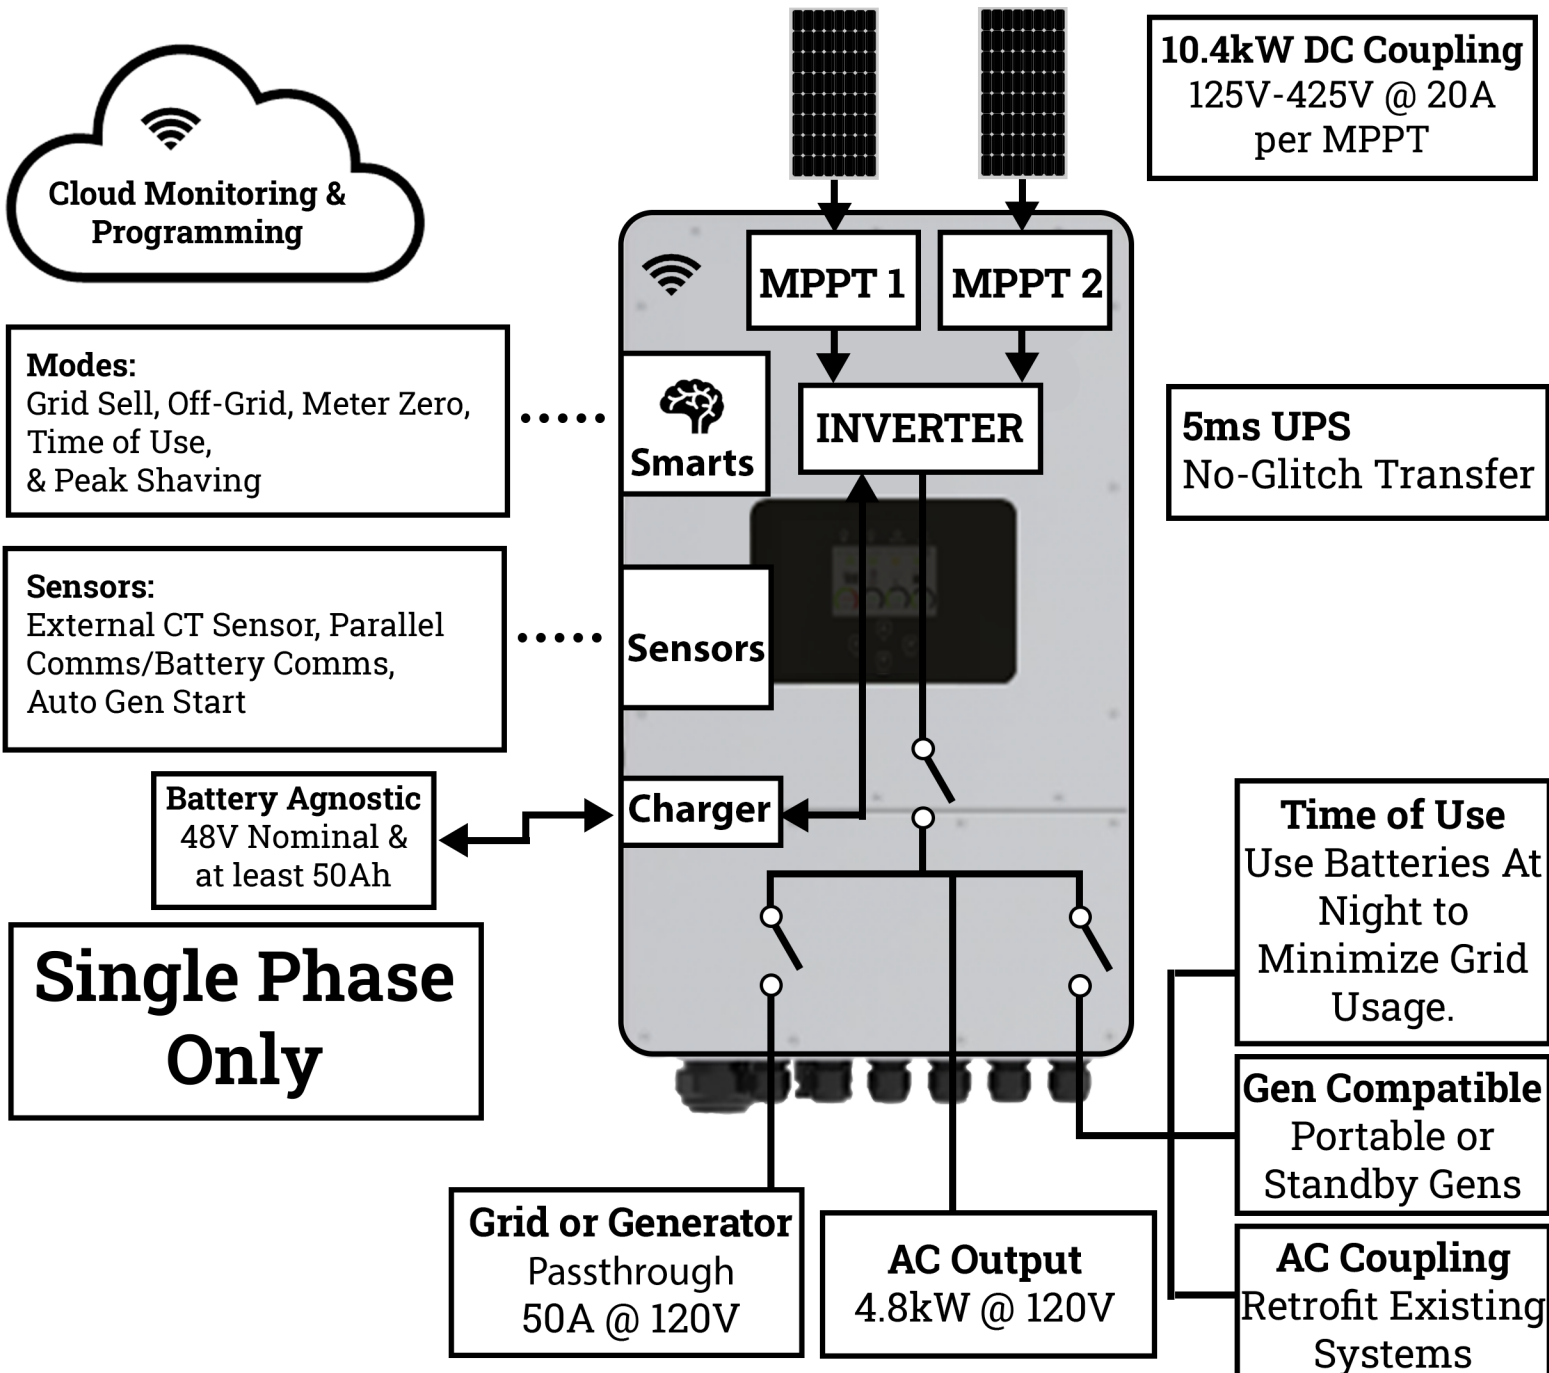 10.4kW DC Coupling
125V-425V @ 20A
per MPPT
Cloud Monitoring &
Programming
MPPT 1
MPPT 2
Modes:
Grid Sell, Off-Grid, Meter Zero,
Time of Use,
& Peak Shaving
Smarts
INVERTER
5ms UPS
No-Glitch Transfer
Sensors:
External CT Sensor, Parallel
Comms/Battery Comms,
Auto Gen Start
Sensors
Battery Agnostic
48V Nominal &
at least 50Ah
Charger
Single Phase
Only
Time of Use
Use Batteries At
Night to
Minimize Grid
Usage.
Gen Compatible
Portable or
Standby Gens
Grid or Generator
Passthrough
50A @ 120V
AC Output
4.8kW @ 120V
AC Coupling
Retrofit Existing
Systems